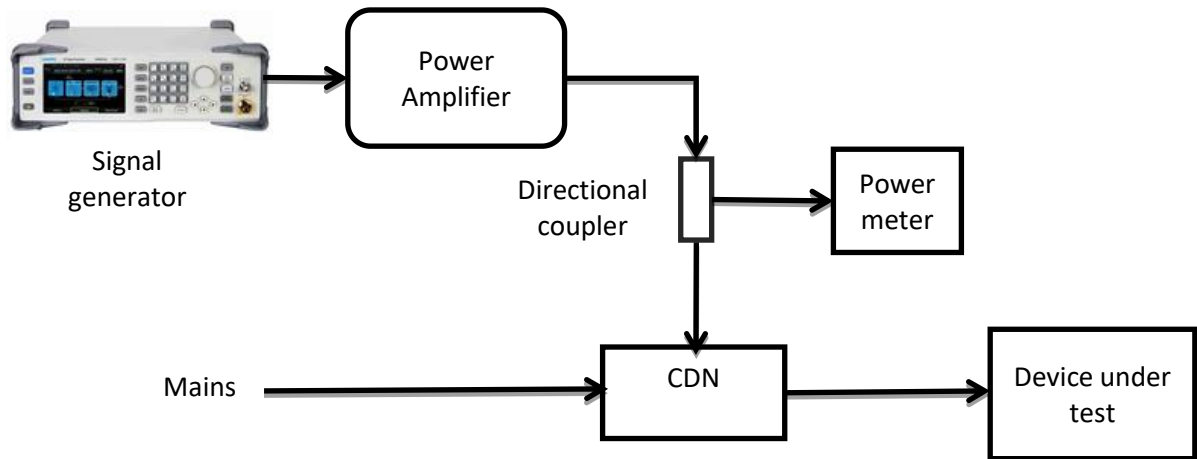 Power
Amplifier
Signal
generator
Directional
coupler
Power
meter
Mains
CDN
Device under
test